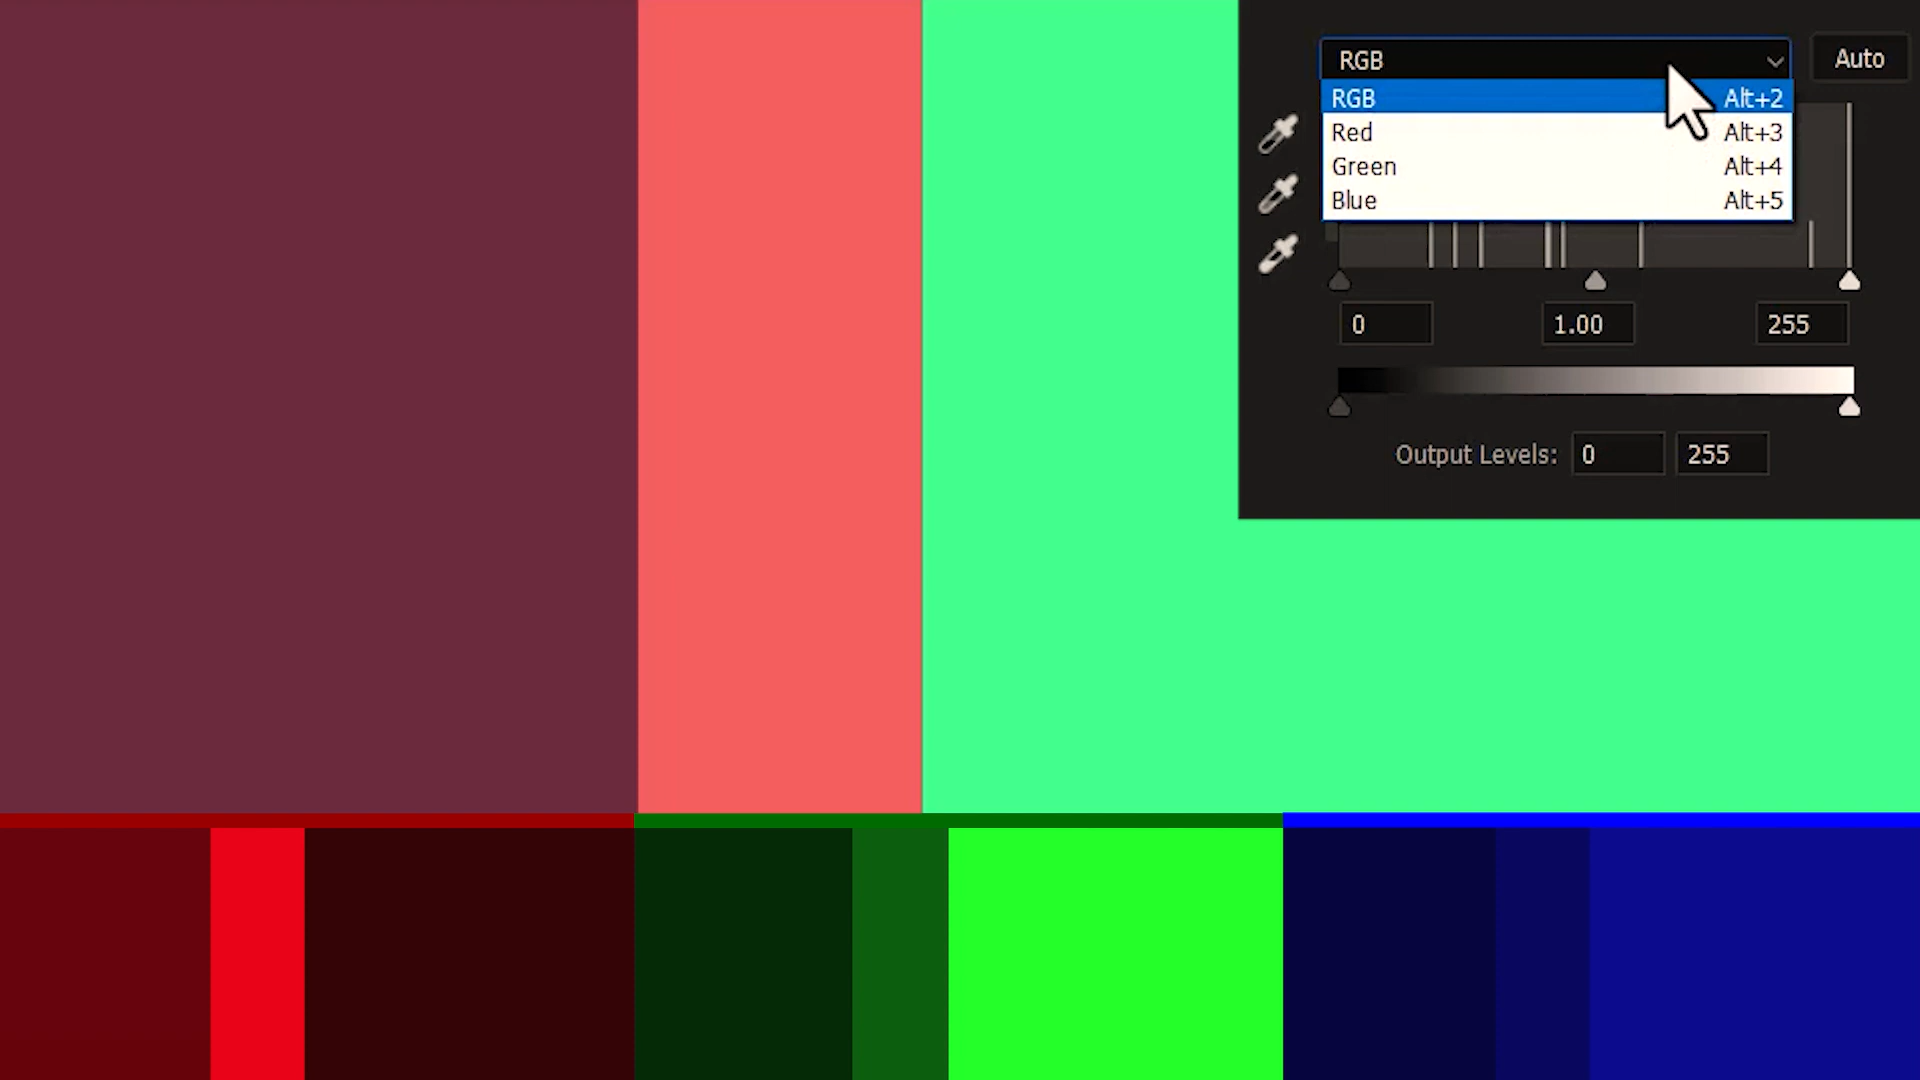 RGB Auto
RGB Alt+2
Red Alt+3
Green Alt+4
Blue Alt+5
0 1.00 255
Output Levels: 0 255